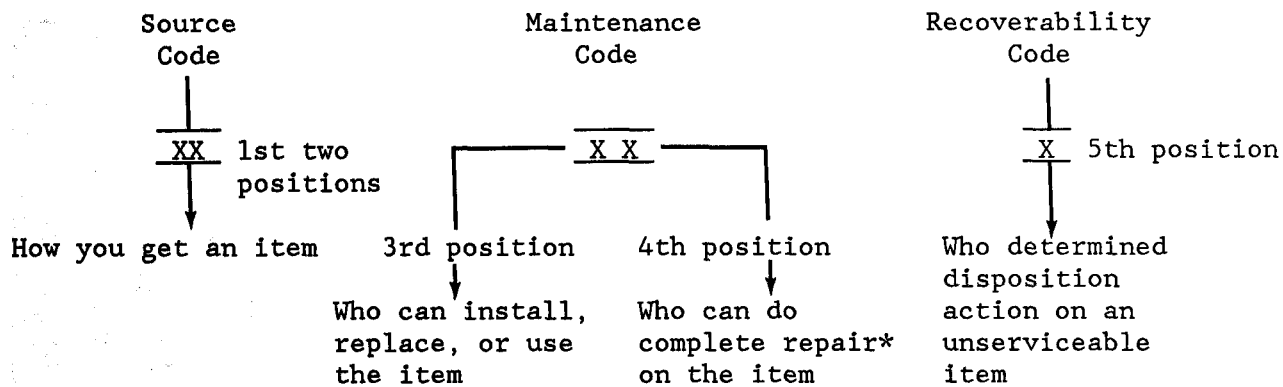 Source
Code
XX 1st two
positions
How you get an item
Maintenance
Code
X X
3rd position
Who can install,
replace, or use
the item
4th position
Who can do
complete repair*
on the item
Recoverability
Code
X 5th position
Who determined
disposition
action on an
unserviceable
item